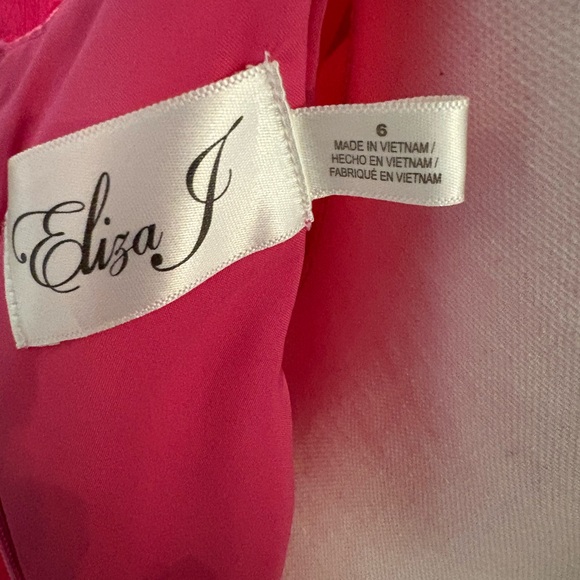 Eliza J
6
MADE IN VIETNAM /
HECHO EN VIETNAM /
FABRIQUÉ EN VIETNAM